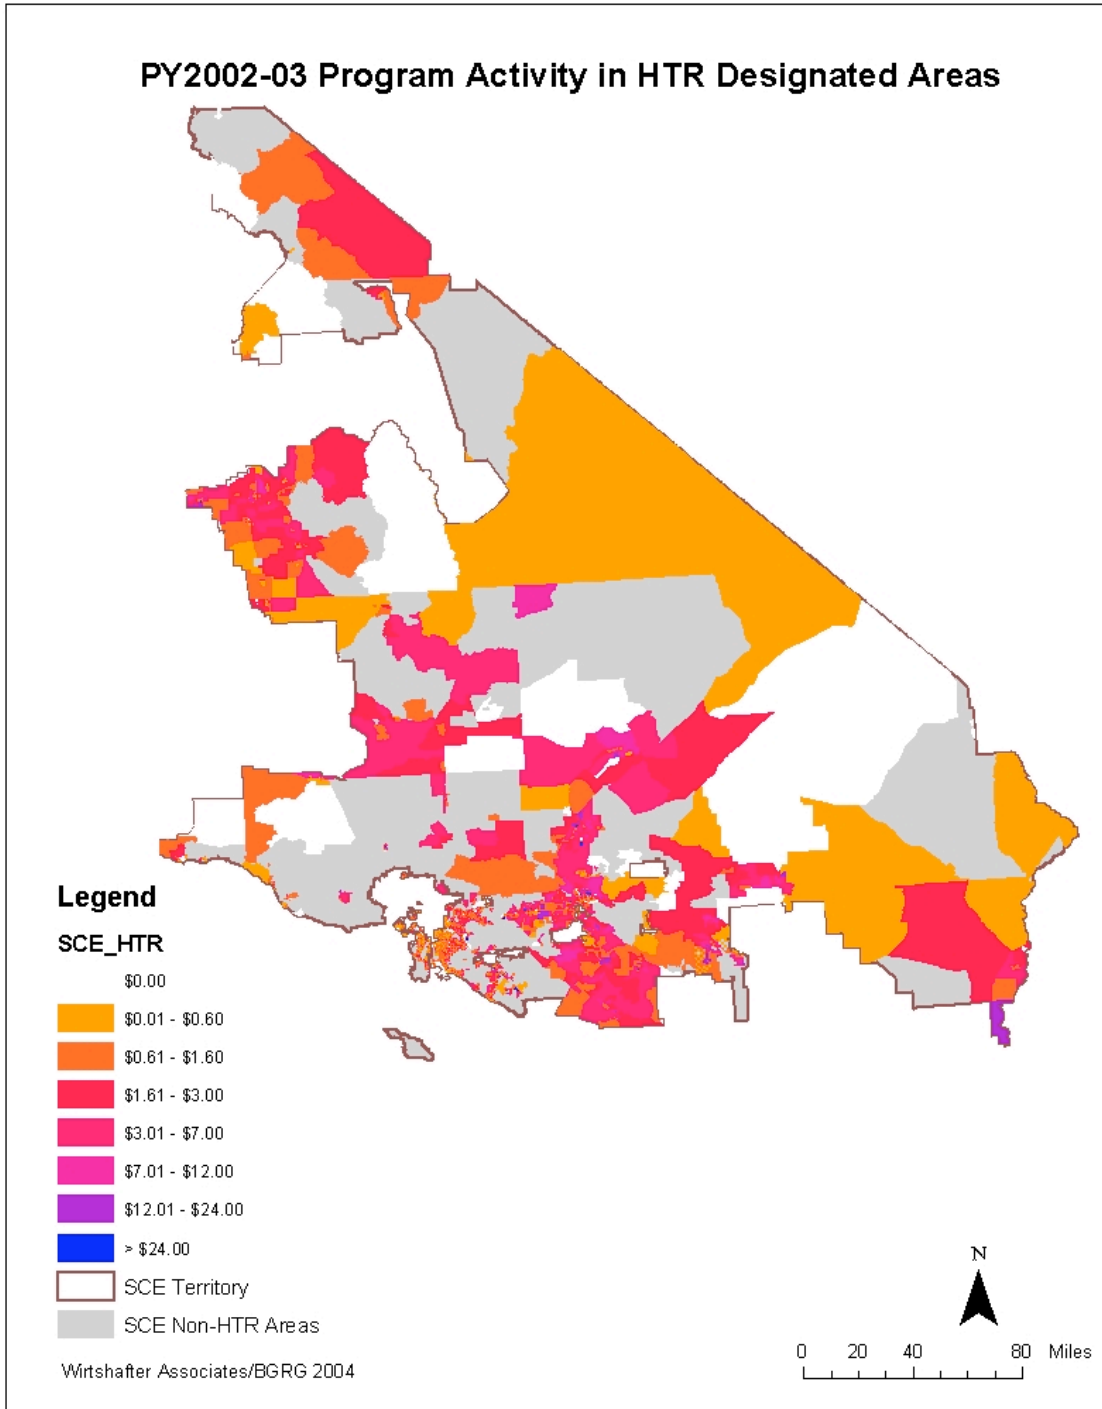 PY2002-03 Program Activity in HTR Designated Areas
Legend
SCE_HTR
$0.00
$0.01 - $0.60
$0.61 - $1.60
$1.61 - $3.00
$3.01 - $7.00
$7.01 - $12.00
$12.01 - $24.00
> $24.00
SCE Territory
SCE Non-HTR Areas
Wirtshafter Associates/BGRG 2004
N
0 20 40 80 Miles